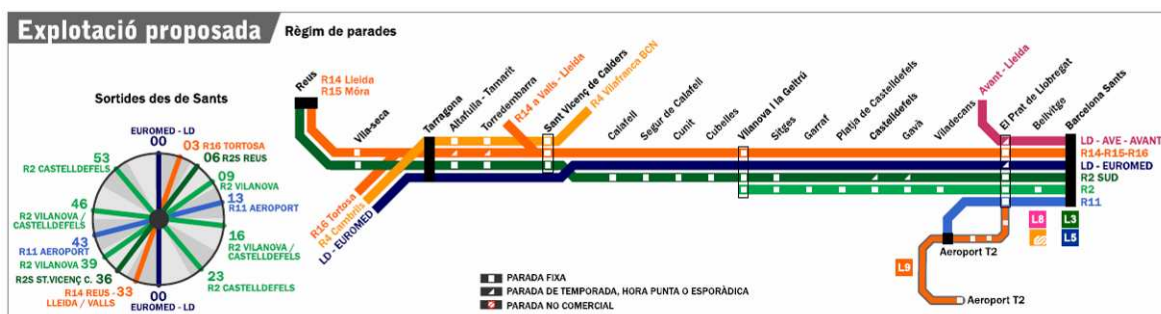 Explotació proposada
Règim de parades
Sortides des de Sants
EUROMED - LD
00
03 R16 TORTOSA
06 R2S REUS
09
R2 VILANOVA
13
R11 AEROPORT
16
R2 VILANOVA /
CASTELLDEFELS
23
R2 CASTELLDEFELS
00
EUROMED - LD
R14 REUS - 33
LLEIDA / VALLS
R2S ST.VICENÇ C. 36
R2 VILANOVA 39
43
R11 AEROPORT
46
R2 VILANOVA /
CASTELLDEFELS
53
R2 CASTELLDEFELS
Reus
R14 Lleida
R15 Móra
Vila-seca
Tarragona
Altafulla - Tamarit
Torredembarra
R14 a Valls - Lleida
Sant Vicenç de Calders
R4 Vilafranca BCN
Calafell
Segur de Calafell
Cunit
Cubelles
Vilanova i la Geltrú
Sitges
Garraf
Platja de Castelldefels
Castelldefels
Gavà
Viladecans
Avant - Lleida
El Prat de Llobregat
Bellvitge
Barcelona Sants
LD - AVE - AVANT
R14-R15-R16
LD - EUROMED
R2 SUD
R2
R11
R16 Tortosa
R4 Cambrils
LD - EUROMED
L8
L3
L5
L9
Aeroport T2
Aeroport T2
PARADA FIXA
PARADA DE TEMPORADA, HORA PUNTA O ESPORÀDICA
PARADA NO COMERCIAL